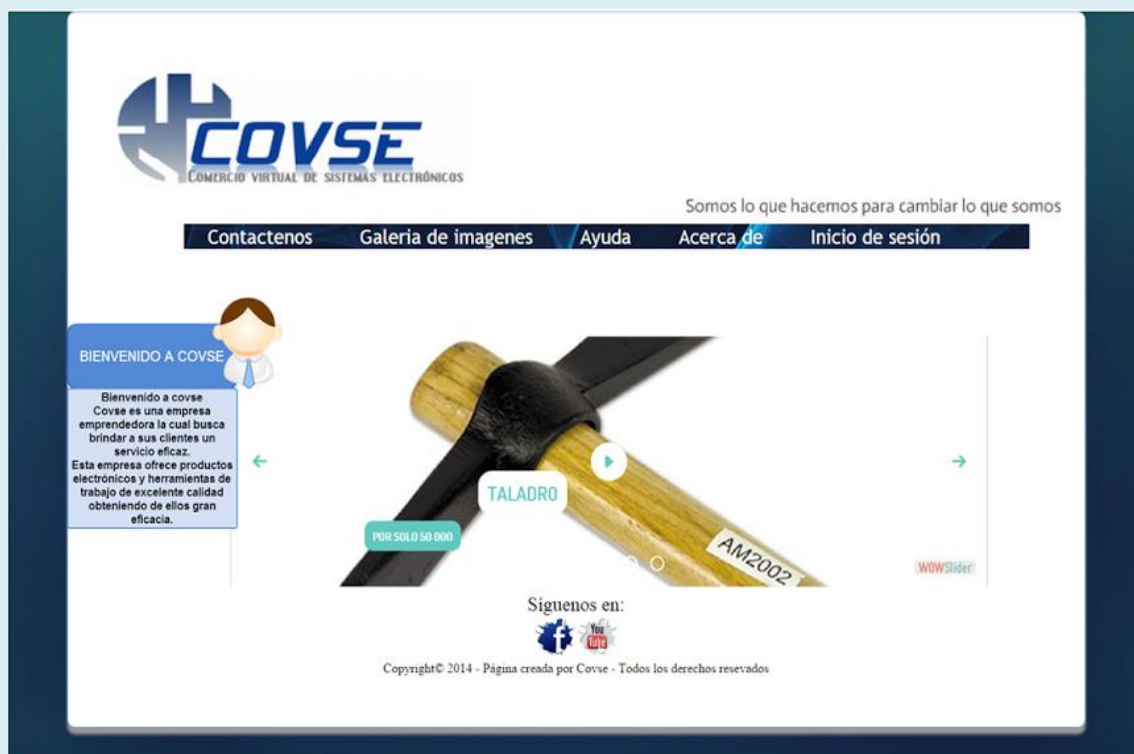 COVSE
COMERCIO VIRTUAL DE SISTEMAS ELECTRÓNICOS
Somos lo que hacemos para cambiar lo que somos
Contactenos Galeria de imagenes Ayuda Acerca de Inicio de sesión
BIENVENIDO A COVSE
Bienvenido a covse
Covse es una empresa
emprendedora la cual busca
brindar a sus clientes un
servicio eficaz.
Esta empresa ofrece productos
electrónicos y herramientas de
trabajo de excelente calidad
obteniendo de ellos gran
eficacia.
TALADRO
POR SOLO 50 000
AM2002
WOWSlider
Síguenos en:
f You Tube
Copyright© 2014 - Página creada por Covse - Todos los derechos resevados